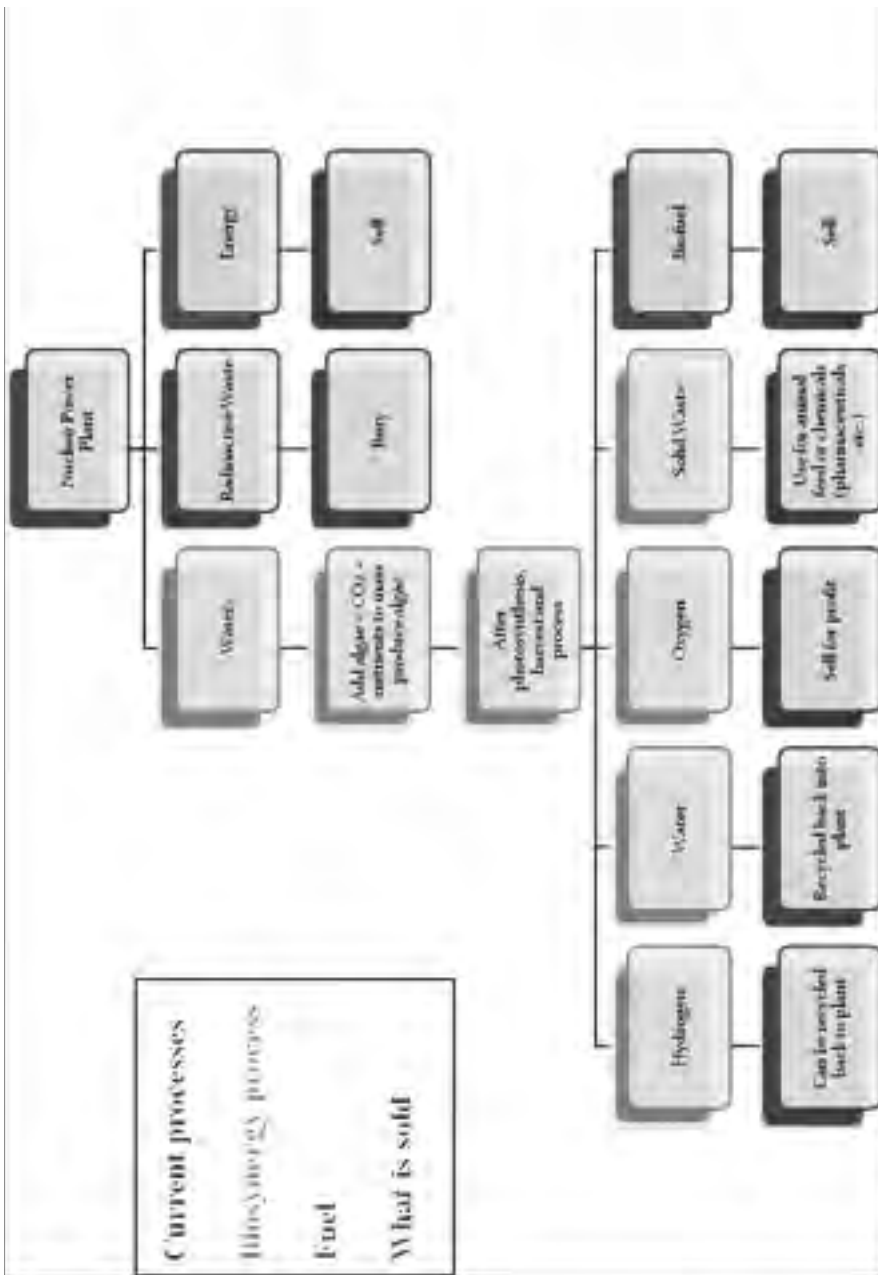 Nuclear Power
Plant
Water
Radioactive Waste
Energy
Add algae + CO2 +
nutrients to mass
produce algae
Bury
Sell
After
photosynthesis,
harvest and
process
Hydrogen
Water
Oxygen
Solid Waste
Biofuel
Can be recycled
back to plant
Recycled back into
plant
Sell for profit
Use for animal
feed or chemicals
(pharmaceuticals
etc.)
Sell
Current processes
Biosynergy process
Fuel
What is sold